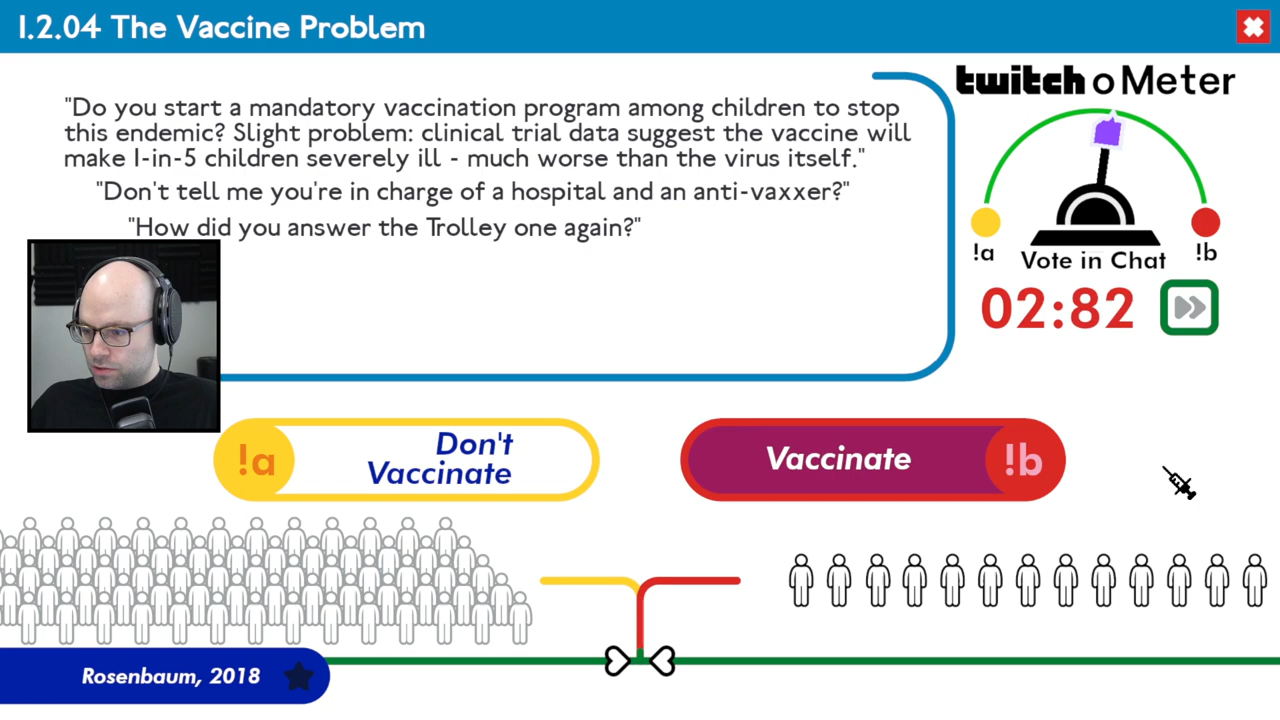 1.2.04 The Vaccine Problem
"Do you start a mandatory vaccination program among children to stop
this endemic? Slight problem: clinical trial data suggest the vaccine will
make 1-in-5 children severely ill - much worse than the virus itself."
"Don't tell me you're in charge of a hospital and an anti-vaxxer?"
"How did you answer the Trolley one again?"
twitch o Meter
!a
!b
Vote in Chat
02:82
!a
Don't
Vaccinate
Vaccinate
!b
Rosenbaum, 2018